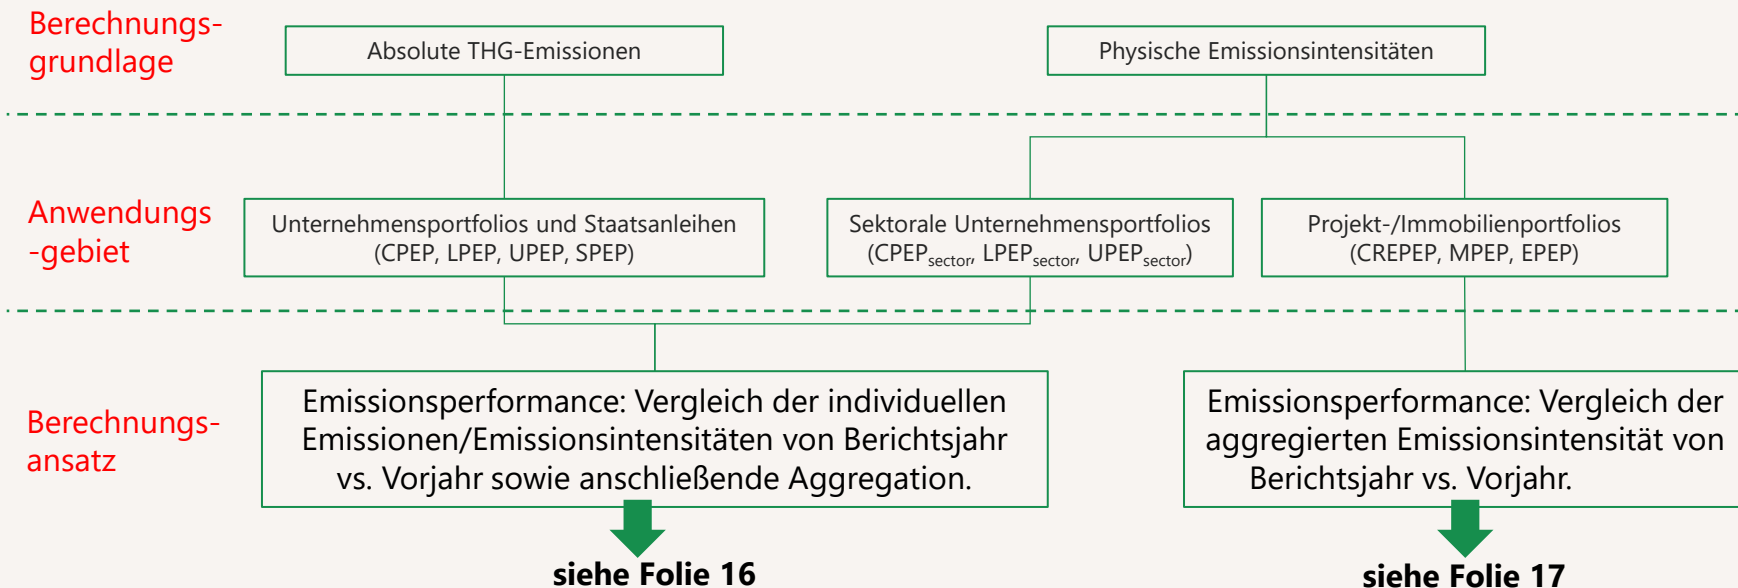 Berechnungs-
grundlage
Absolute THG-Emissionen
Physische Emissionsintensitäten
Anwendungs
-gebiet
Unternehmensportfolios und Staatsanleihen
(CPEP, LPEP, UPEP, SPEP)
Sektorale Unternehmensportfolios
(CPEPsector, LPEPsector, UPEPsector)
Projekt-/Immobilienportfolios
(CREPEP, MPEP, EPEP)
Berechnungs-
ansatz
Emissionsperformance: Vergleich der individuellen
Emissionen/Emissionsintensitäten von Berichtsjahr
vs. Vorjahr sowie anschließende Aggregation.
Emissionsperformance: Vergleich der
aggregierten Emissionsintensität von
Berichtsjahr vs. Vorjahr.
siehe Folie 16
siehe Folie 17